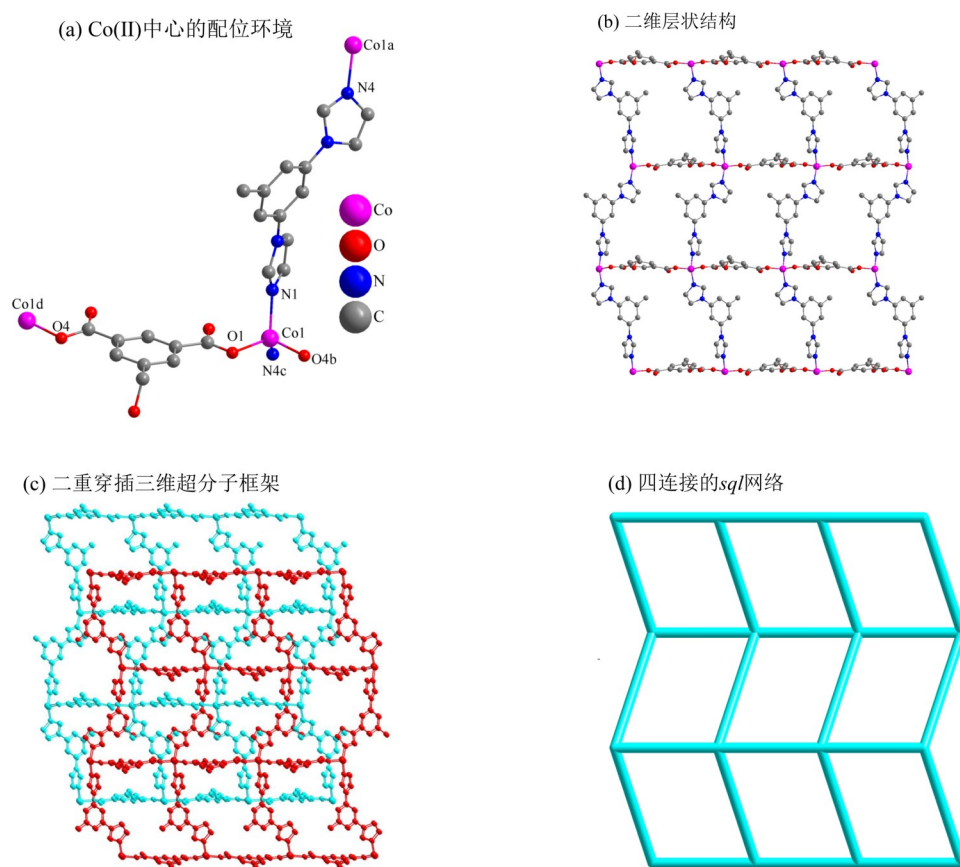 (a) Co(II)中心的配位环境
Co1a
N4
Co
O
N
C
N1
Co1d
O4
O1
Co1
N4c
O4b
(b) 二维层状结构
(c) 二重穿插三维超分子框架
(d) 四连接的sql网络